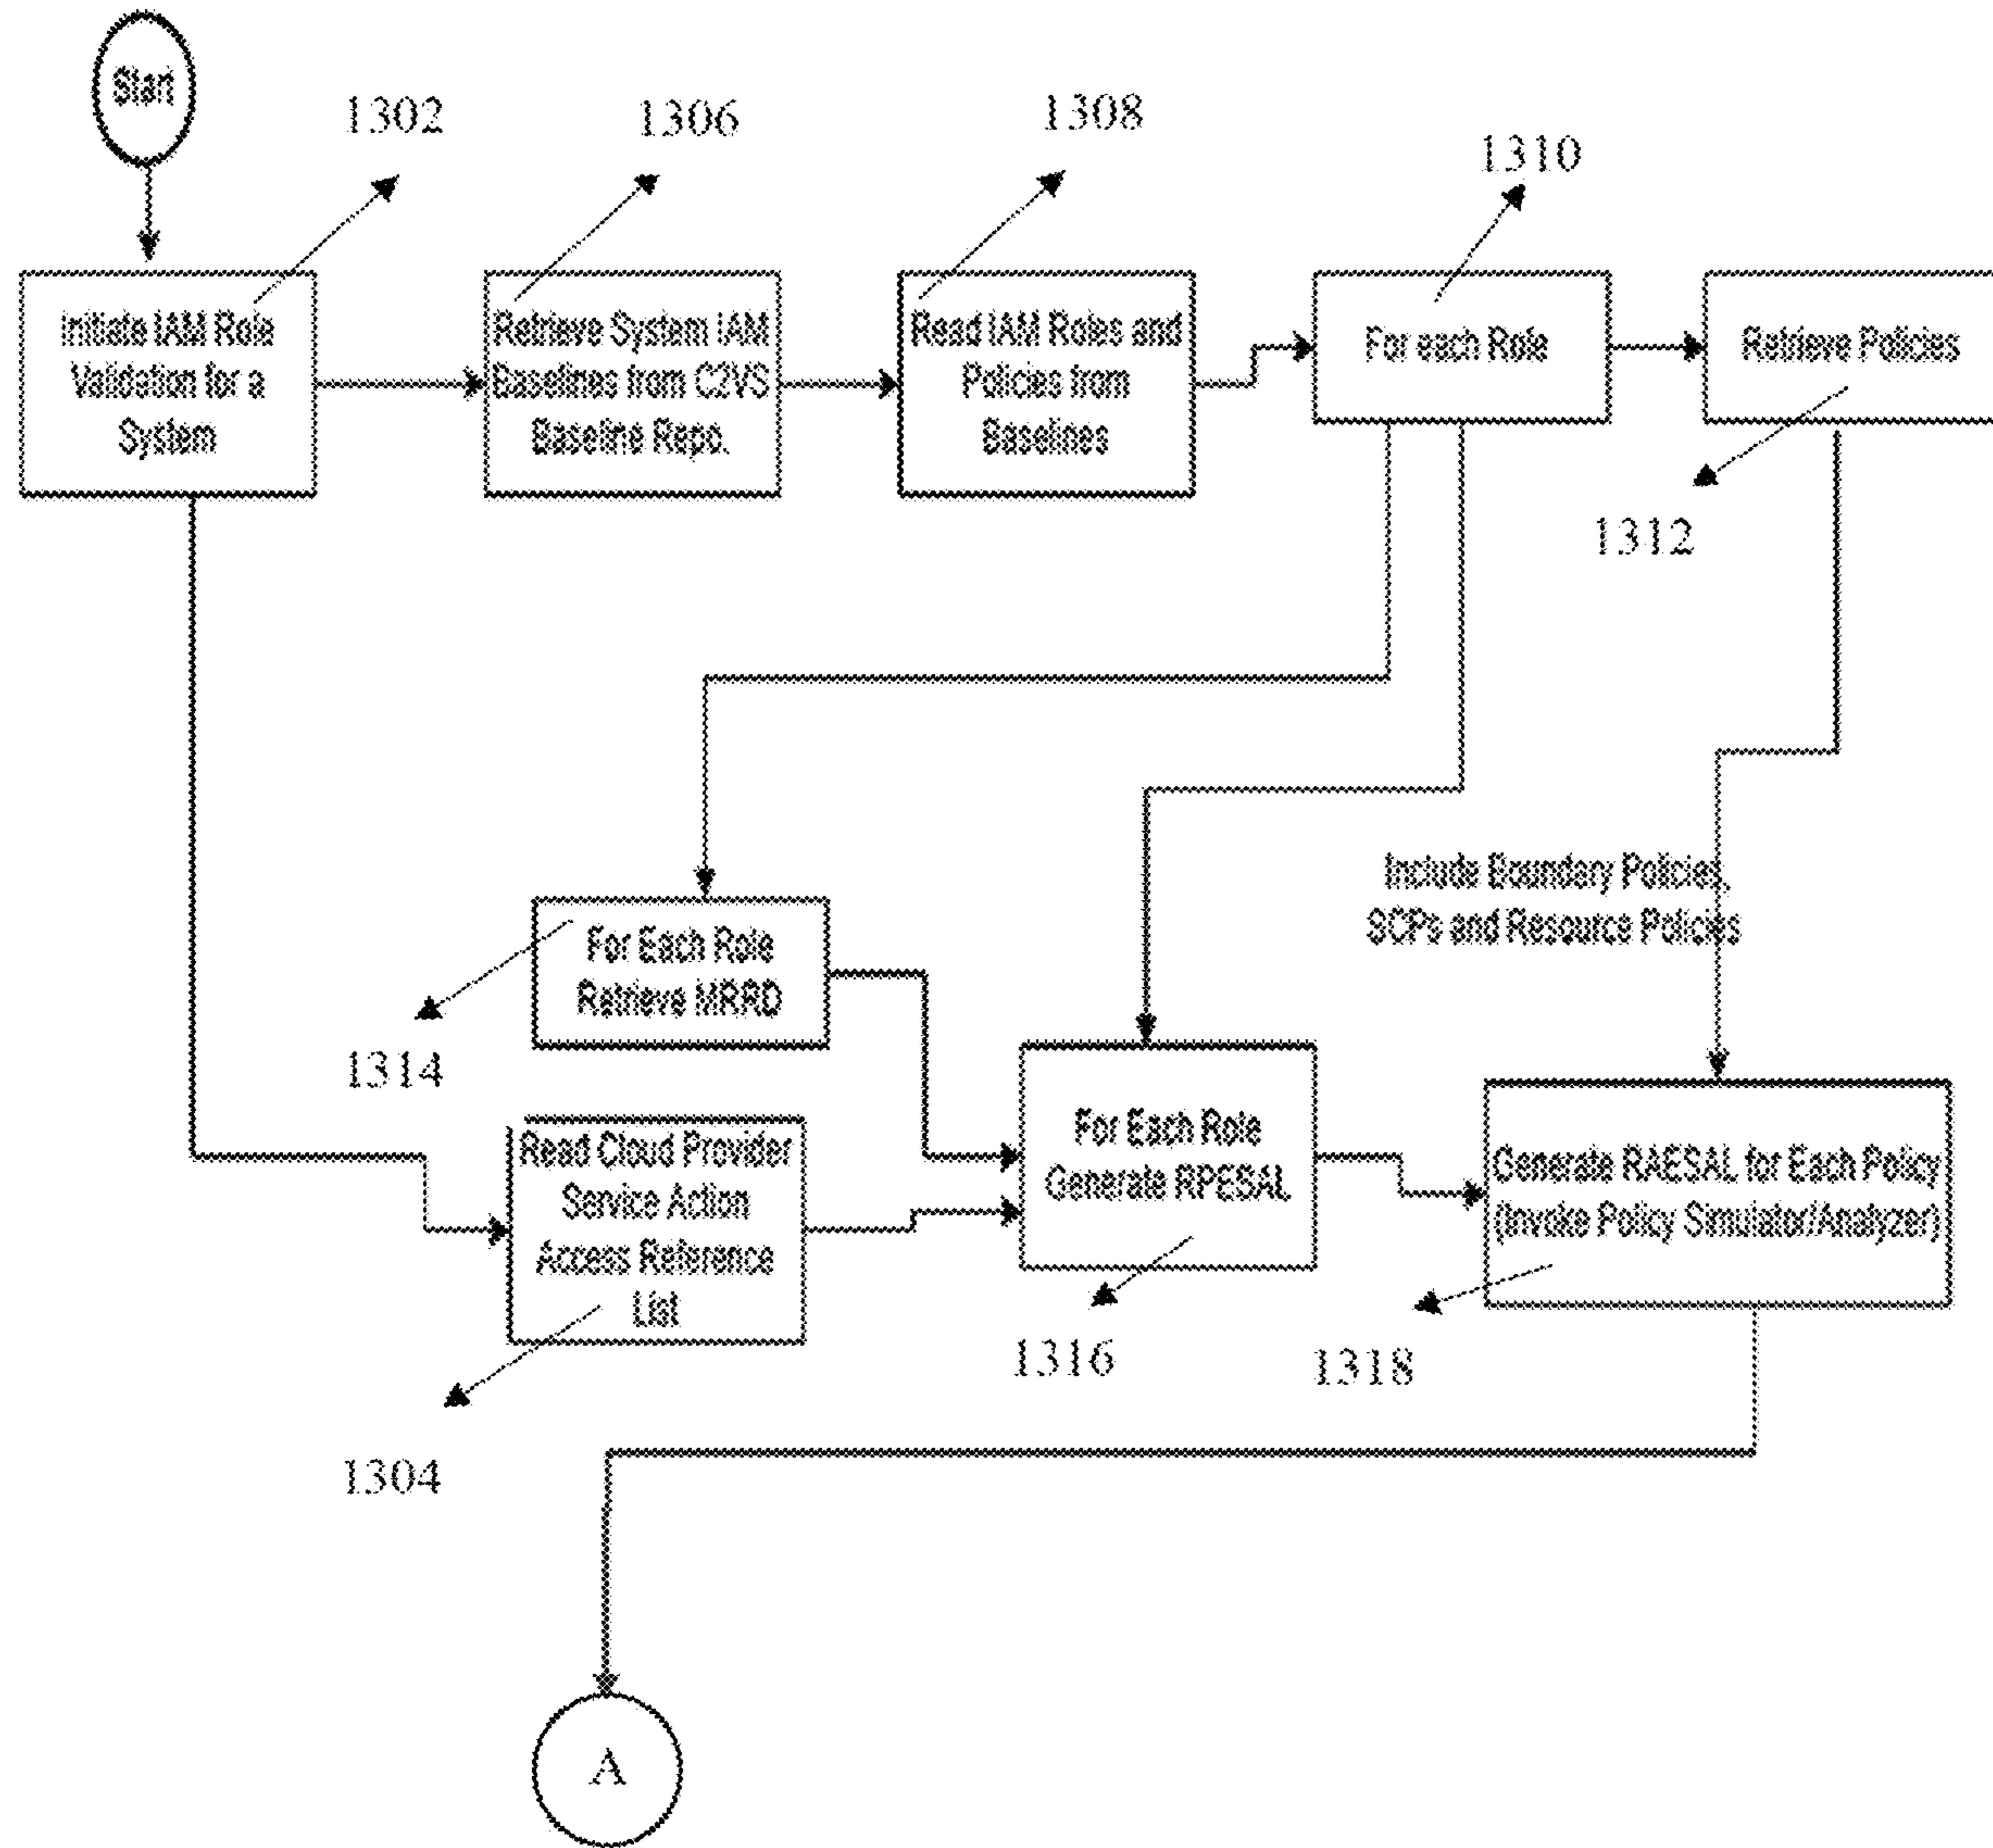 Start
1302
1306
1308
1310
Initiate IAM Role
Validation for a
System
Retrieve System IAM
Baselines from C2VS
Baseline Repo.
Read IAM Roles and
Policies from
Baselines
For each Role
Retrieve Policies
1312
Include Boundary Policies,
SCPs and Resource Policies
For Each Role
Retrieve MRRD
1314
Read Cloud Provider
Service Action
Access Reference
List
For Each Role
Generate RPESAL
Generate RAESAL for Each Policy
(Invoke Policy Simulator/Analyzer)
1316
1318
1304
A